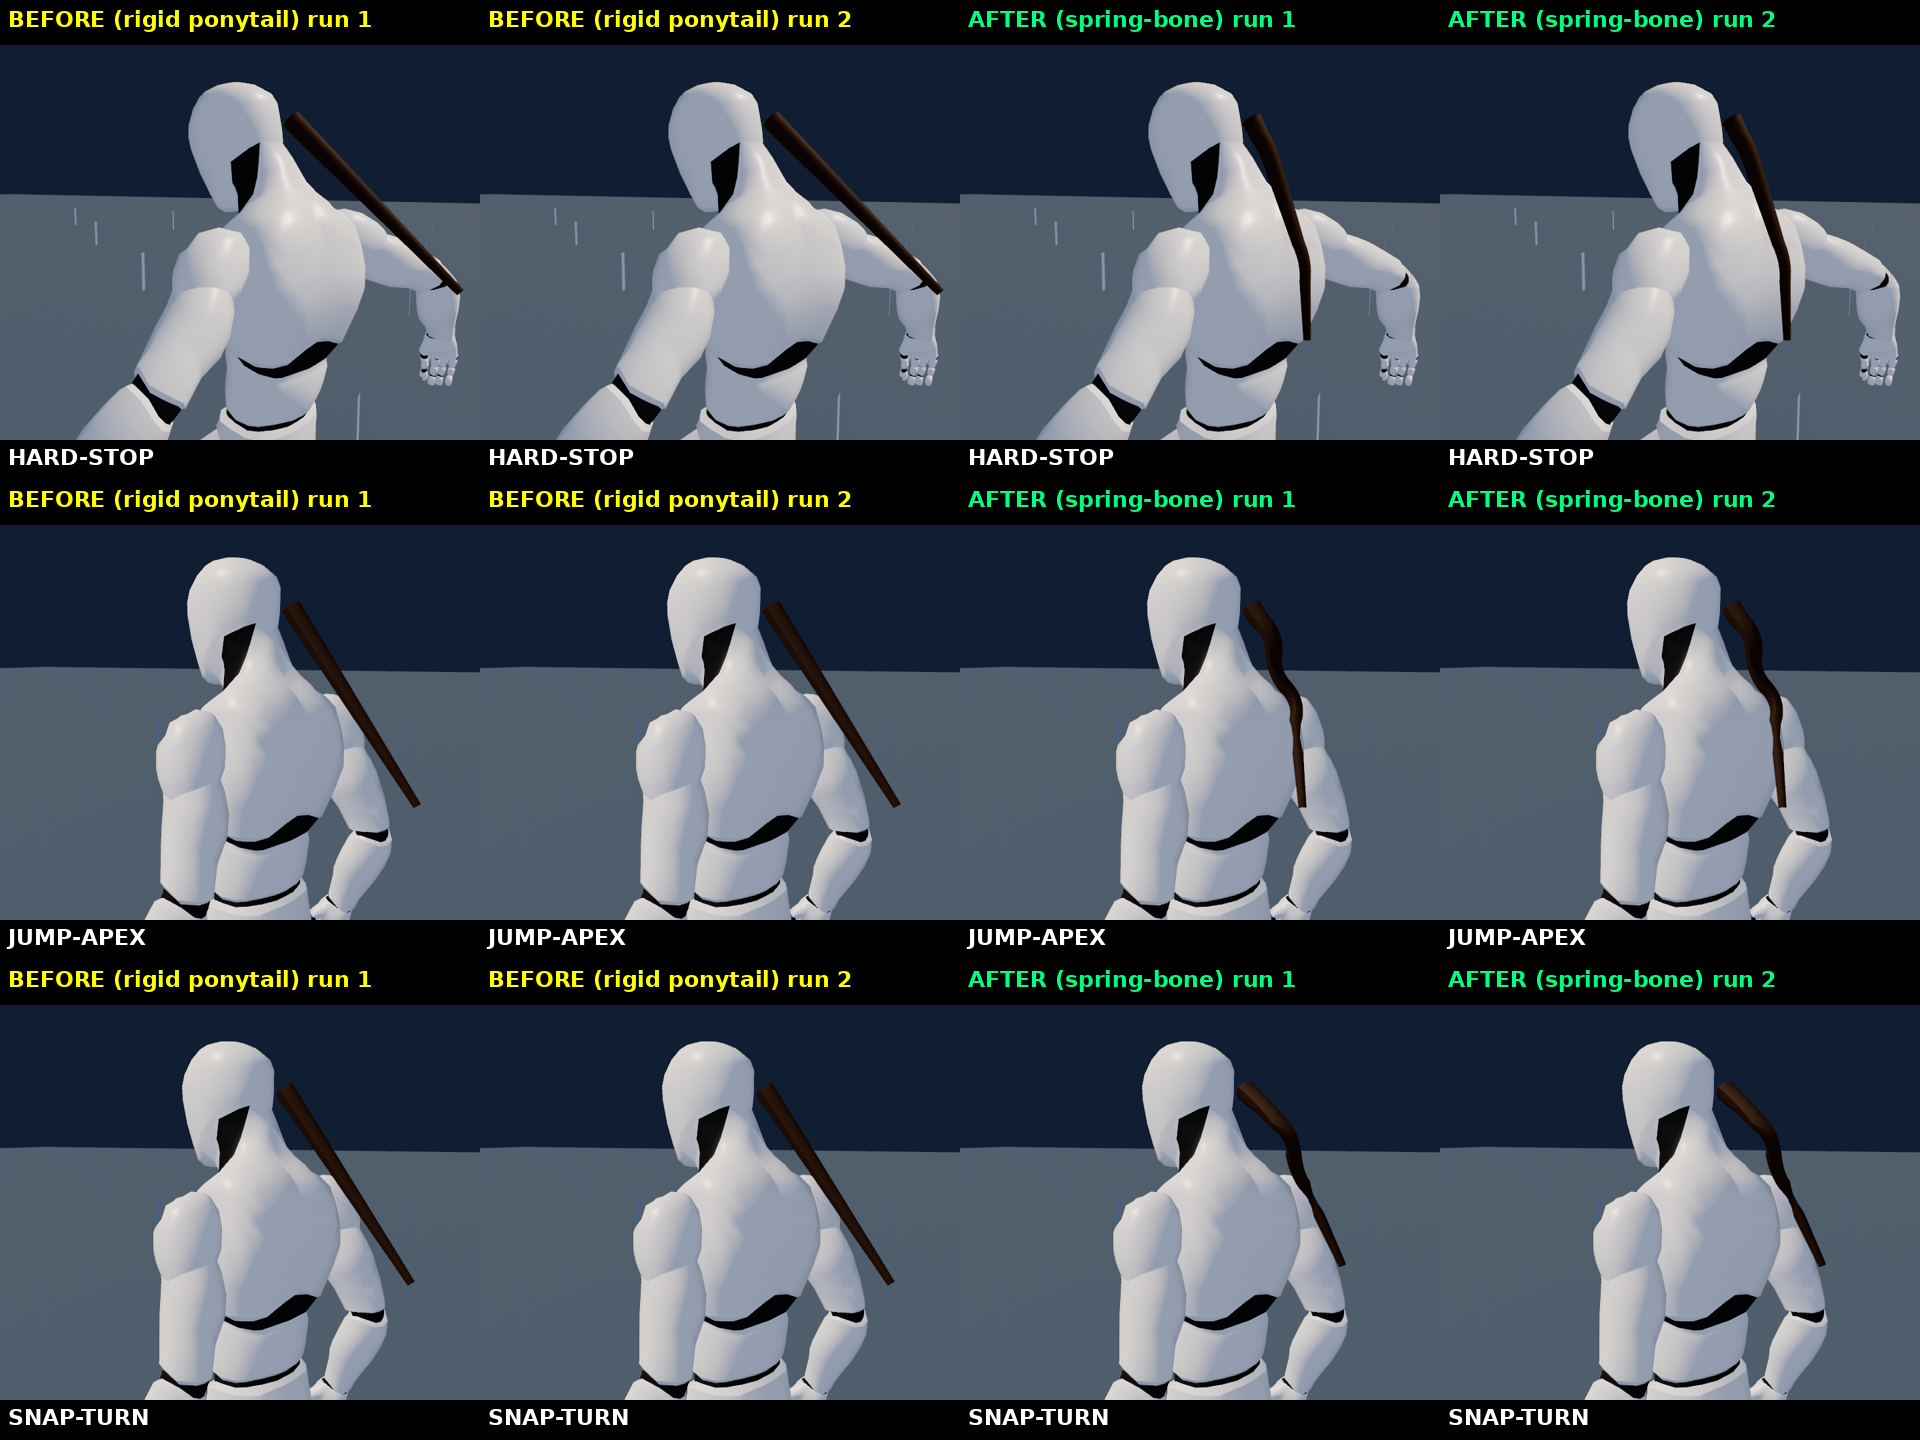 BEFORE (rigid ponytail) run 1
BEFORE (rigid ponytail) run 2
AFTER (spring-bone) run 1
AFTER (spring-bone) run 2
HARD-STOP
HARD-STOP
HARD-STOP
HARD-STOP
BEFORE (rigid ponytail) run 1
BEFORE (rigid ponytail) run 2
AFTER (spring-bone) run 1
AFTER (spring-bone) run 2
JUMP-APEX
JUMP-APEX
JUMP-APEX
JUMP-APEX
BEFORE (rigid ponytail) run 1
BEFORE (rigid ponytail) run 2
AFTER (spring-bone) run 1
AFTER (spring-bone) run 2
SNAP-TURN
SNAP-TURN
SNAP-TURN
SNAP-TURN